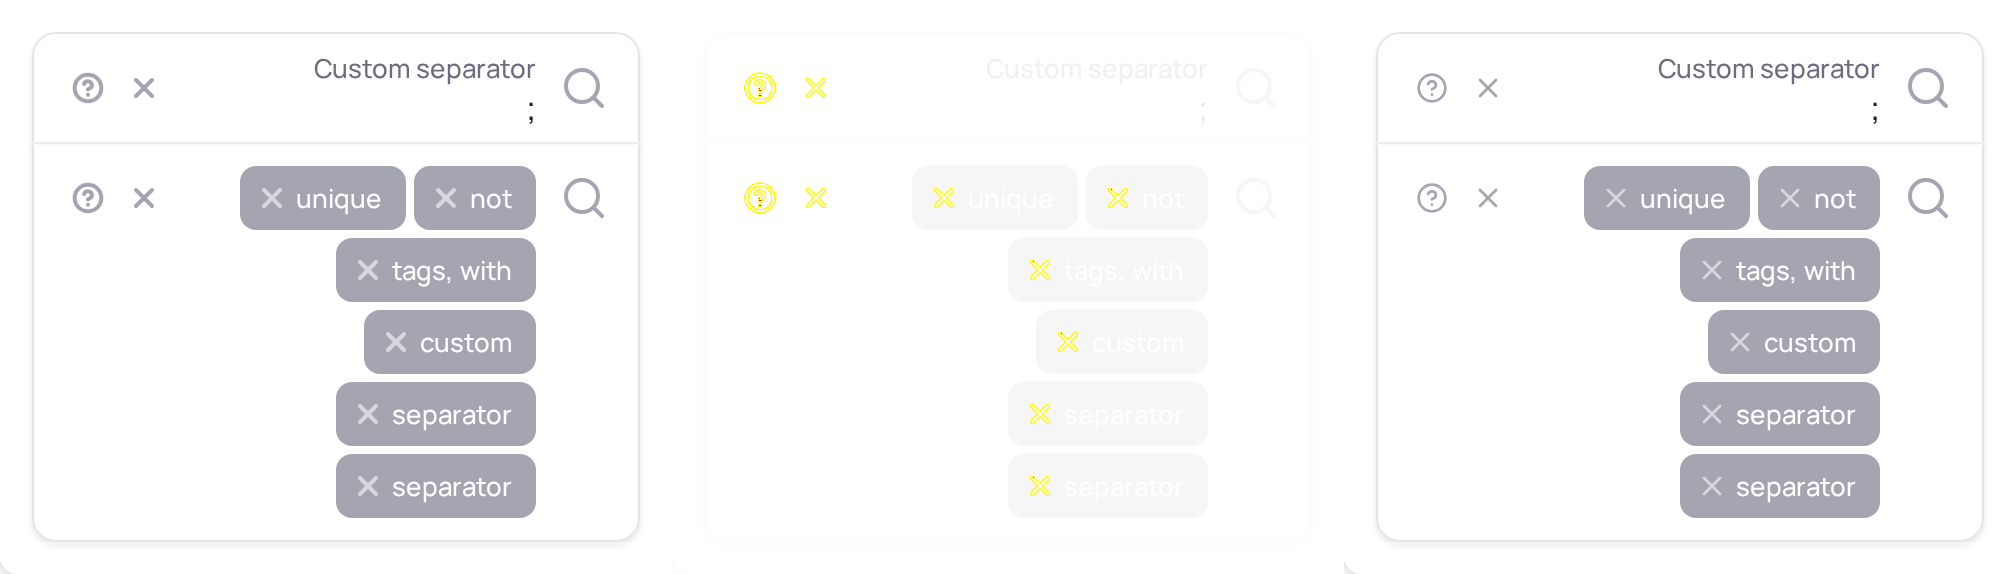 Custom separator
;
unique not
tags, with
custom
separator
separator
Custom separator
;
unique not
tags, with
custom
separator
separator
Custom separator
;
unique not
tags, with
custom
separator
separator